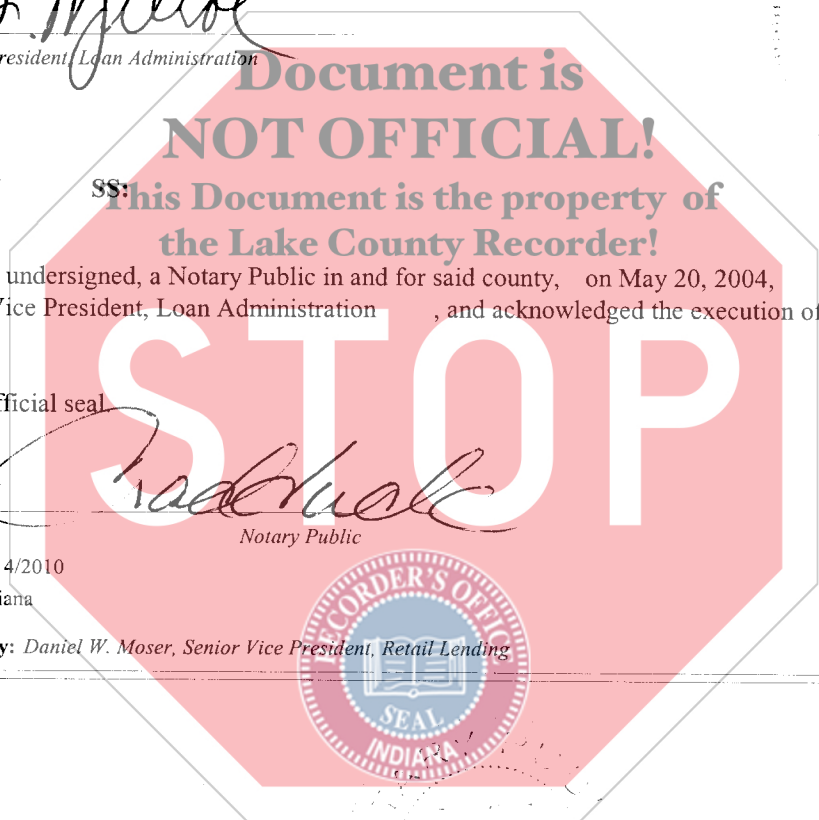 resident, Loan Administration
Document is
NOT OFFICIAL!
SS:
This Document is the property of
the Lake County Recorder!
undersigned, a Notary Public in and for said county, on May 20, 2004,
Vice President, Loan Administration , and acknowledged the execution of
STOP
fficial seal.
Notary Public
4/2010
iana
y: Daniel W. Moser, Senior Vice President, Retail Lending
RECORDER'S OFFICE
SEAL
INDIANA